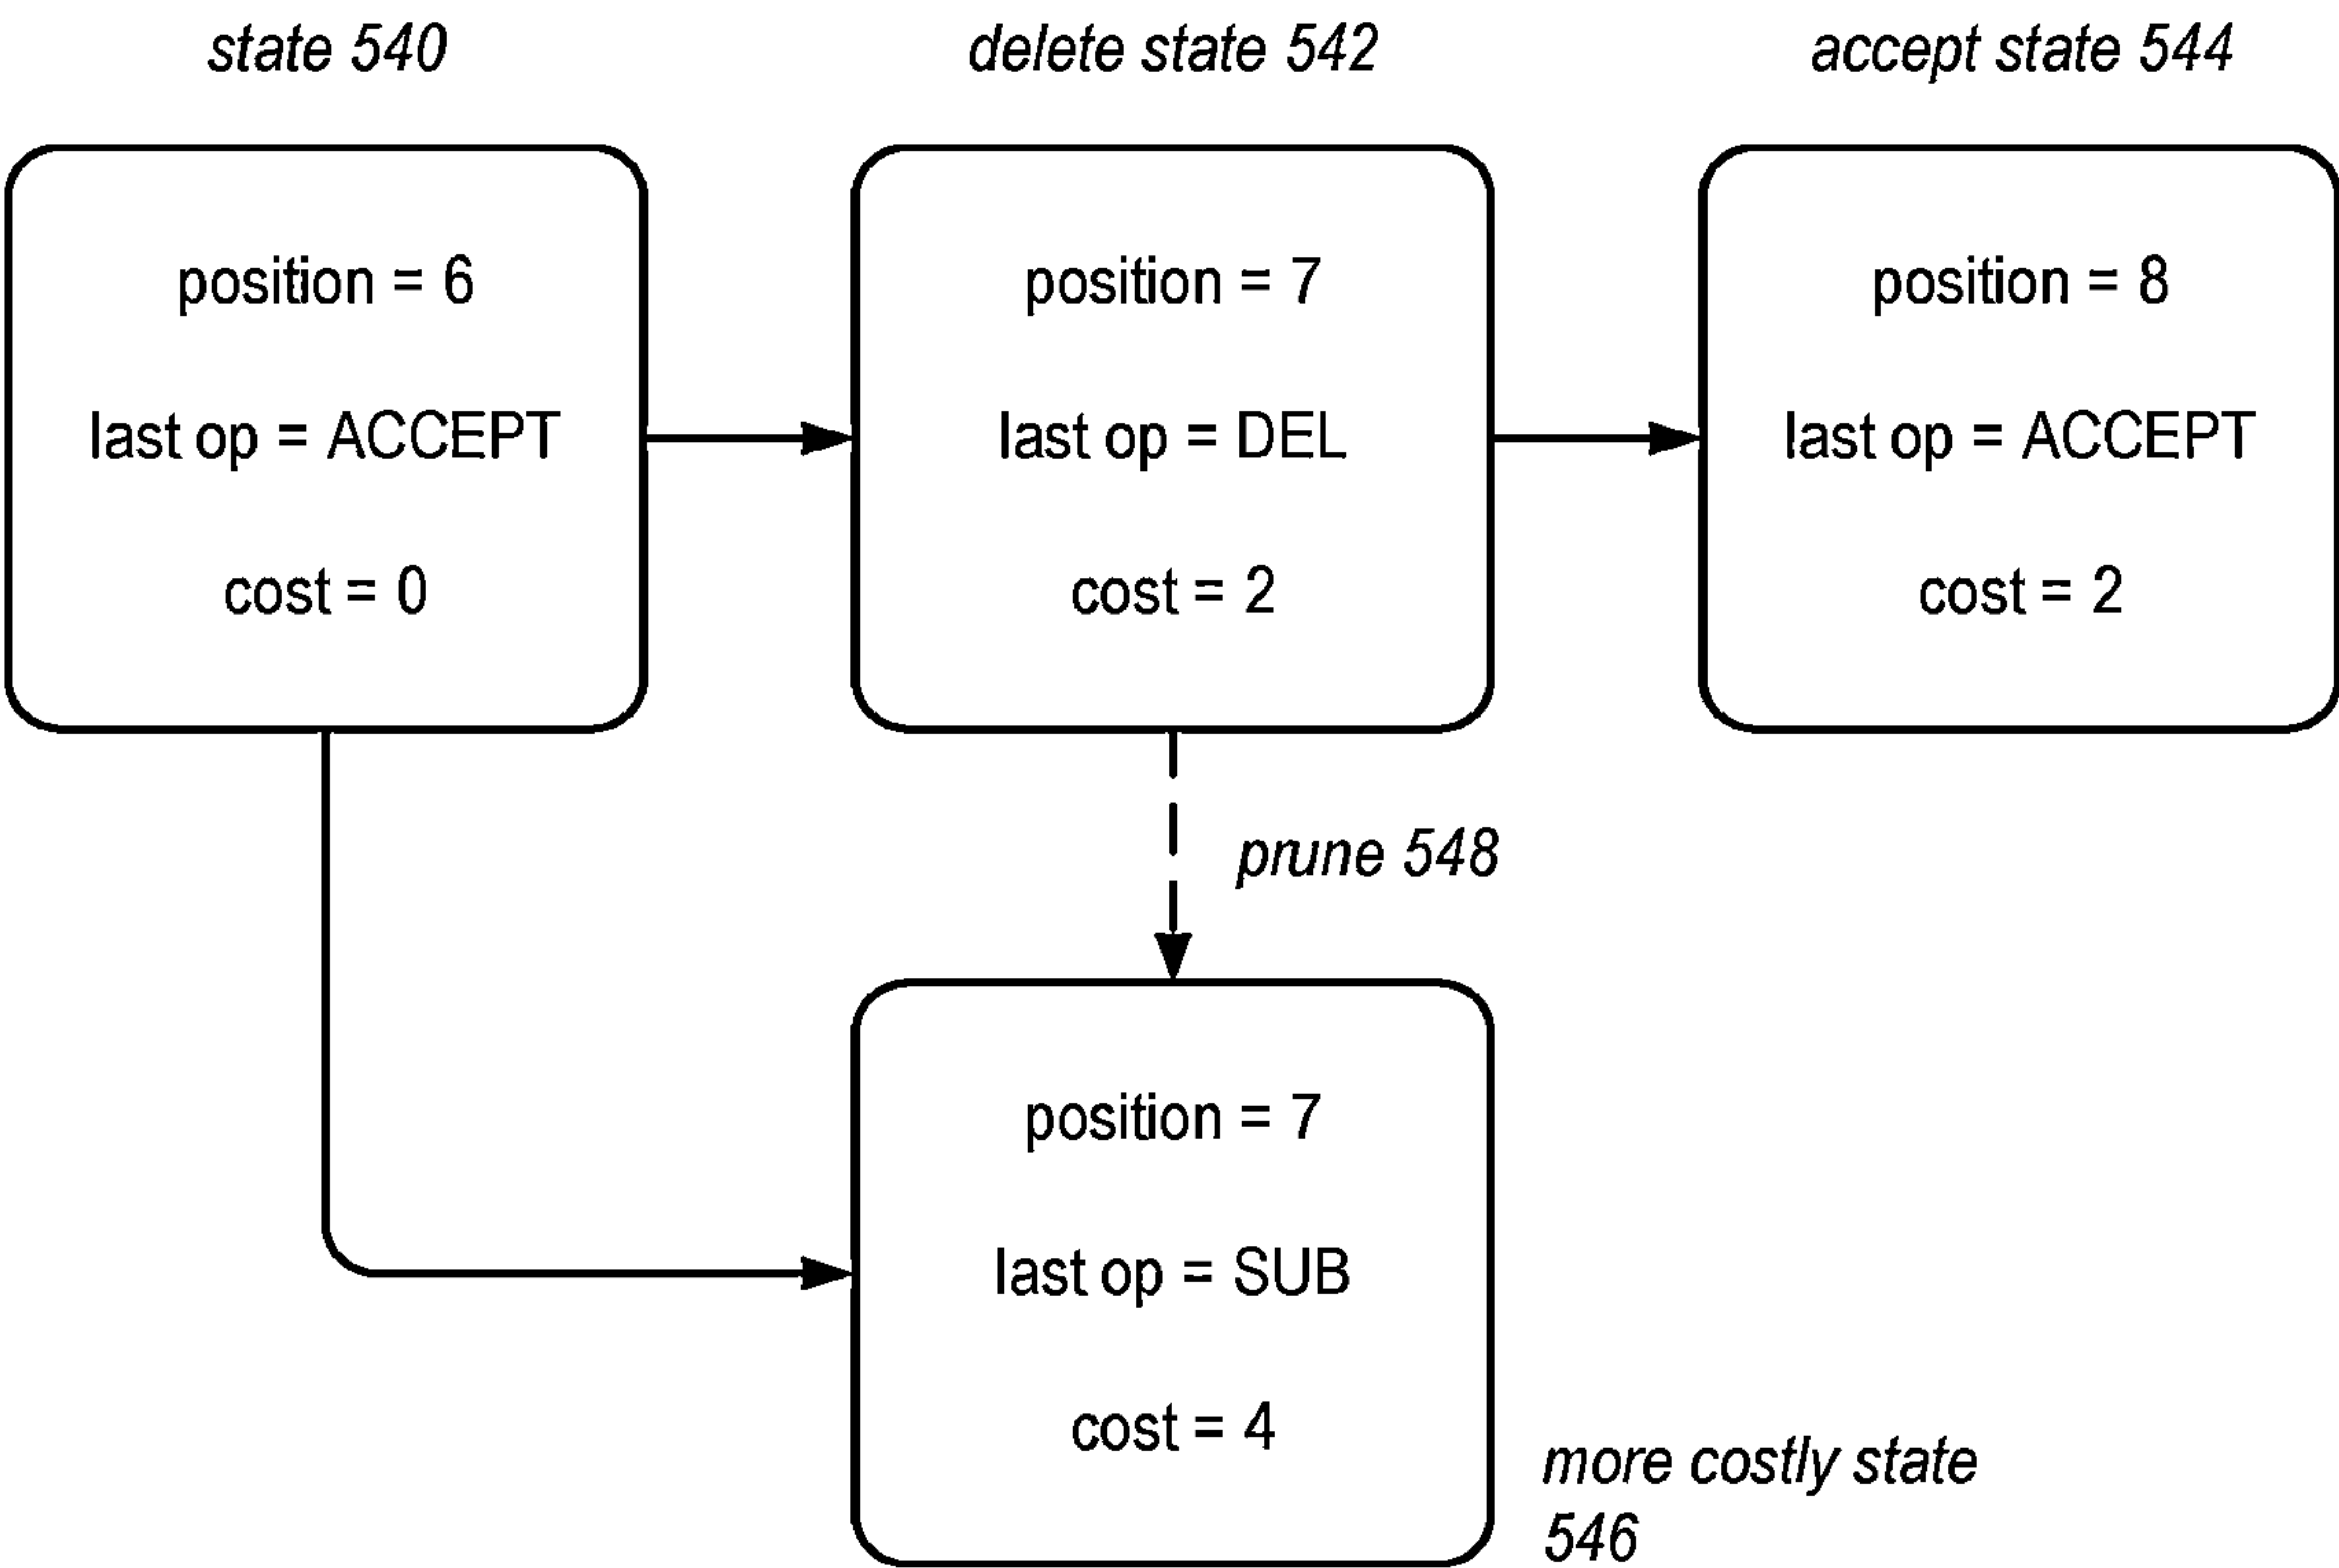 state 540
delete state 542
accept state 544
position = 6
last op = ACCEPT
cost = 0
position = 7
last op = DEL
cost = 2
position = 8
last op = ACCEPT
cost = 2
prune 548
position = 7
last op = SUB
cost = 4
more costly state
546